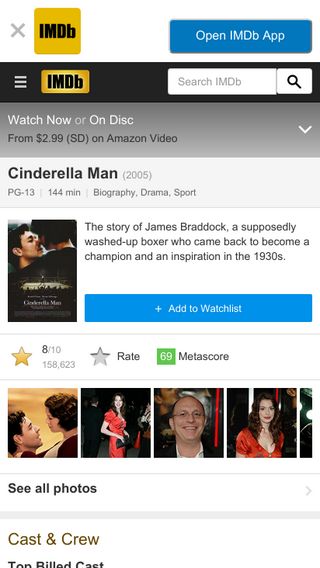 IMDb
Open IMDb App
IMDb
Search IMDb
Watch Now or On Disc
From $2.99 (SD) on Amazon Video
Cinderella Man (2005)
PG-13 | 144 min | Biography, Drama, Sport
The story of James Braddock, a supposedly
washed-up boxer who came back to become a
champion and an inspiration in the 1930s.
Cinderella Man
+ Add to Watchlist
8/10
158,623
Rate
69 Metascore
See all photos
Cast & Crew
Top Billed Cast